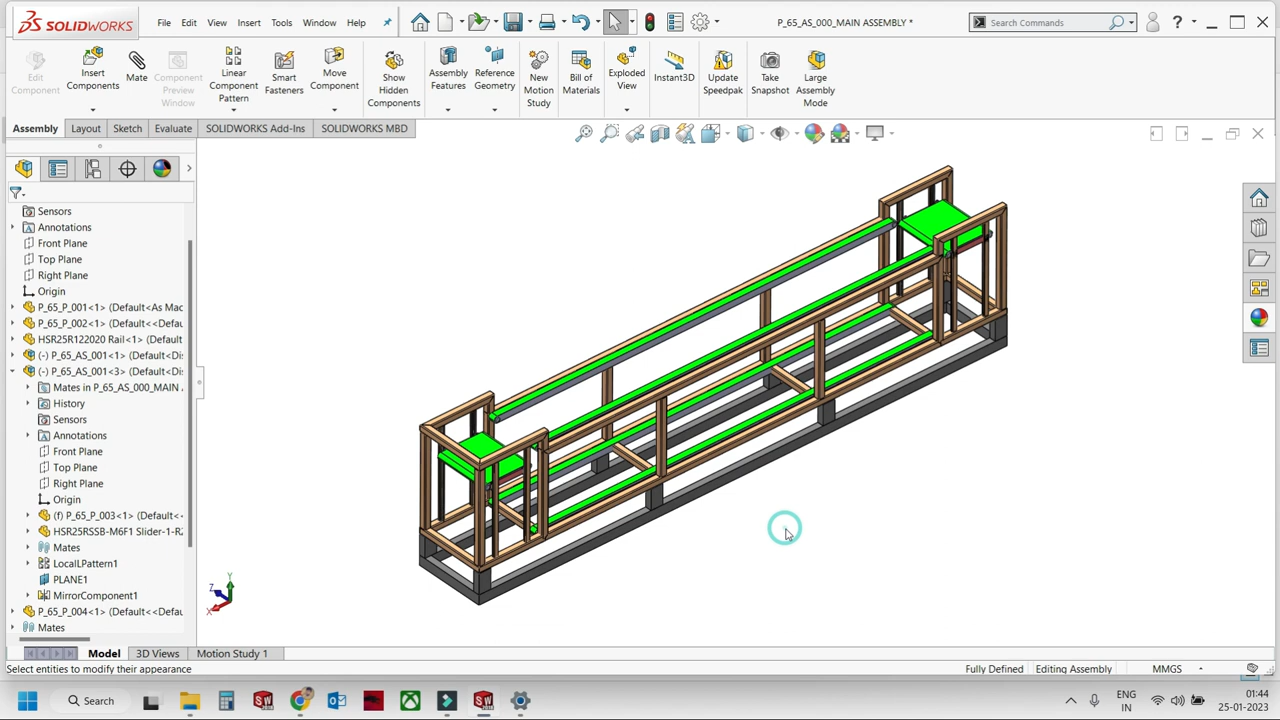 SOLIDWORKS File Edit View Insert Tools Window Help P_65_AS_000_MAIN ASSEMBLY * Search Commands ?
Edit Component
Insert Components
Mate
Component Preview Window
Linear Component Pattern
Smart Fasteners
Move Component
Show Hidden Components
Assembly Features
Reference Geometry
New Motion Study
Bill of Materials
Exploded View
Instant3D
Update Speedpak
Take Snapshot
Large Assembly Mode
Assembly Layout Sketch Evaluate SOLIDWORKS Add-Ins SOLIDWORKS MBD
Sensors
Annotations
Front Plane
Top Plane
Right Plane
Origin
P_65_P_001<1> (Default<As Mac
P_65_P_002<1> (Default<<Defau
HSR25R122020 Rail<1> (Default<
(-) P_65_AS_001<1> (Default<Dis
(-) P_65_AS_001<3> (Default<Dis
Mates in P_65_AS_000_MAIN
History
Sensors
Annotations
Front Plane
Top Plane
Right Plane
Origin
(f) P_65_P_003<1> (Default<
HSR25RSSB-M6F1 Slider-1-RZ
Mates
LocalLPattern1
PLANE1
MirrorComponent1
P_65_P_004<1> (Default<<Defau
Mates
Y
Z
X
Model 3D Views Motion Study 1
Select entities to modify their appearance Fully Defined Editing Assembly MMGS
Search ENG IN 01:44 25-01-2023